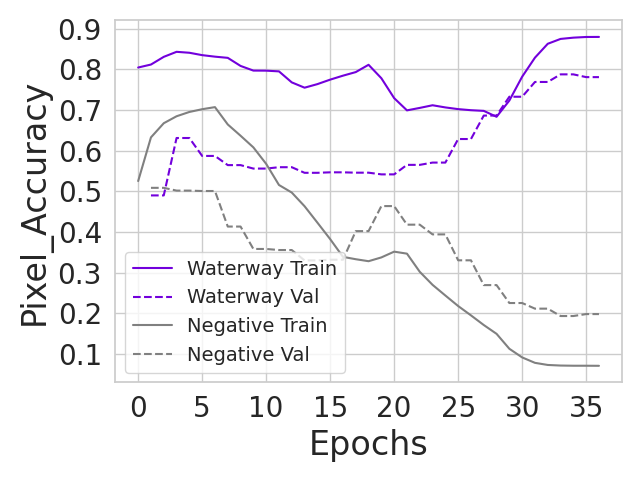 Pixel_Accuracy
0.9
0.8
0.7
0.6
0.5
0.4
0.3
0.2
0.1
Waterway Train
Waterway Val
Negative Train
Negative Val
0 5 10 15 20 25 30 35
Epochs